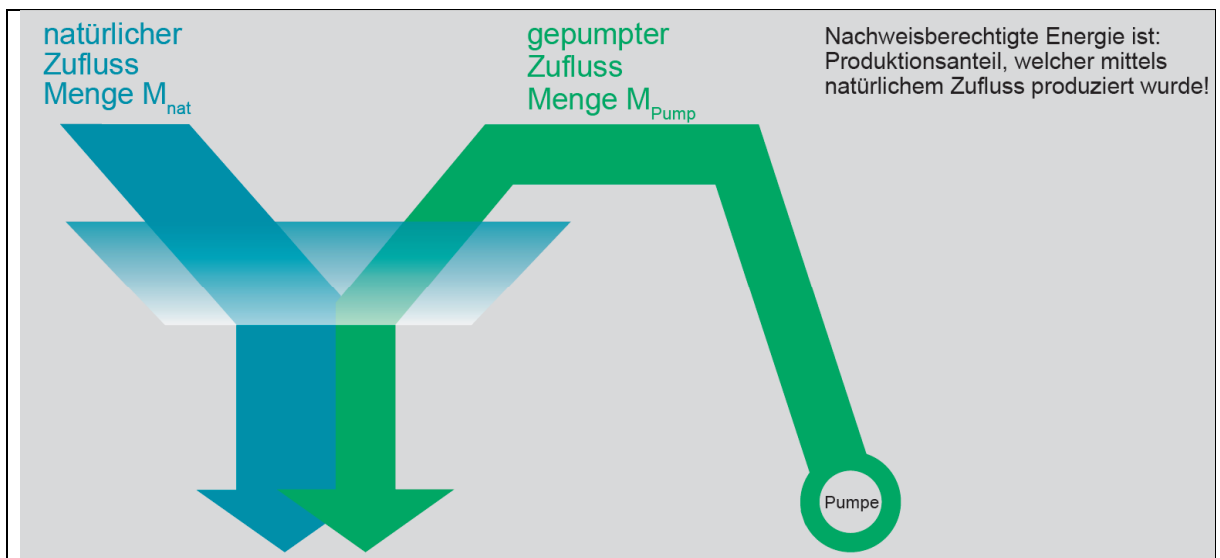 natürlicher
Zufluss
Menge Mnat
gepumpter
Zufluss
Menge MPump
Nachweisberechtigte Energie ist:
Produktionsanteil, welcher mittels
natürlichem Zufluss produziert wurde!
Pumpe